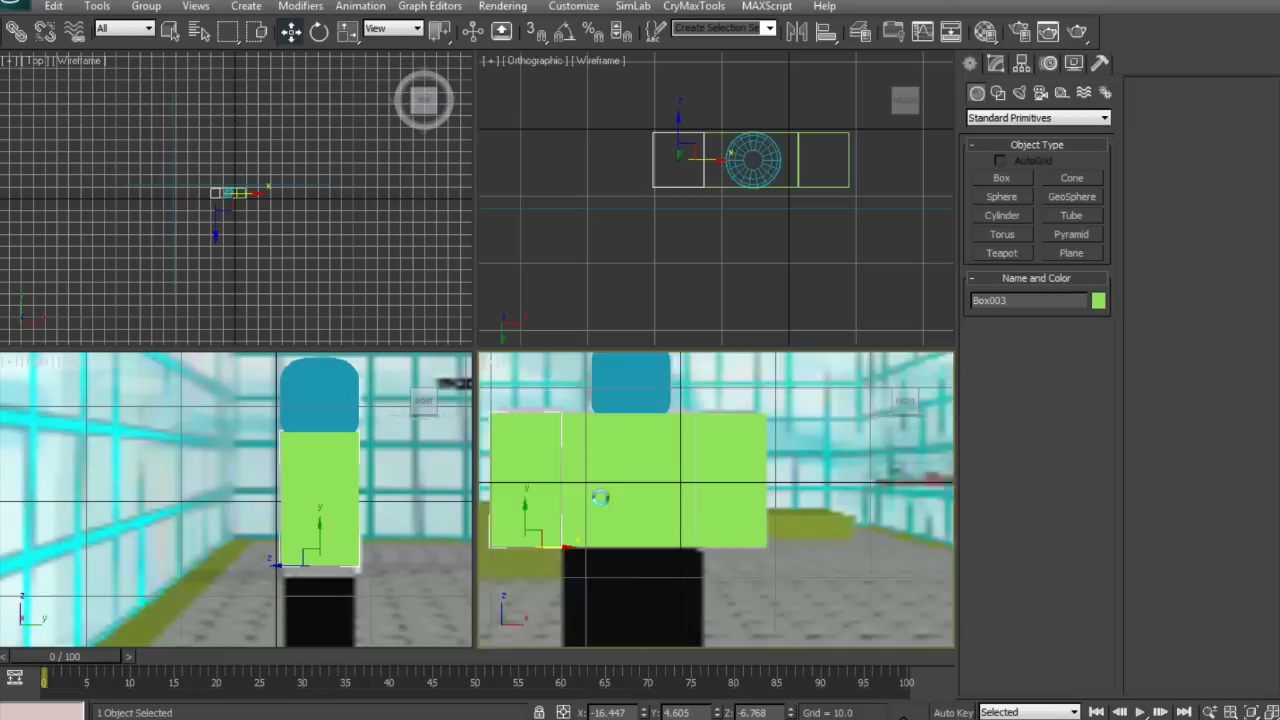 Edit Tools Group Views Create Modifiers Animation Graph Editors Rendering Customize SimLab CryMaxTools MAXScript Help
All View Create Selection Se
[ + ] [ Top ] [ Wireframe ] [ + ] [ Orthographic ] [ Wireframe ]
TOP
Standard Primitives
- Object Type
AutoGrid
Box Cone
Sphere GeoSphere
Cylinder Tube
Torus Pyramid
Teapot Plane
- Name and Color
Box003
RIGHT
FRONT
0 / 100
0 5 10 15 20 25 30 35 40 45 50 55 60 65 70 75 80 85 90 95 100
1 Object Selected X: -16.447 Y: 4.605 Z: -6.768 Grid = 10.0 Auto Key Selected